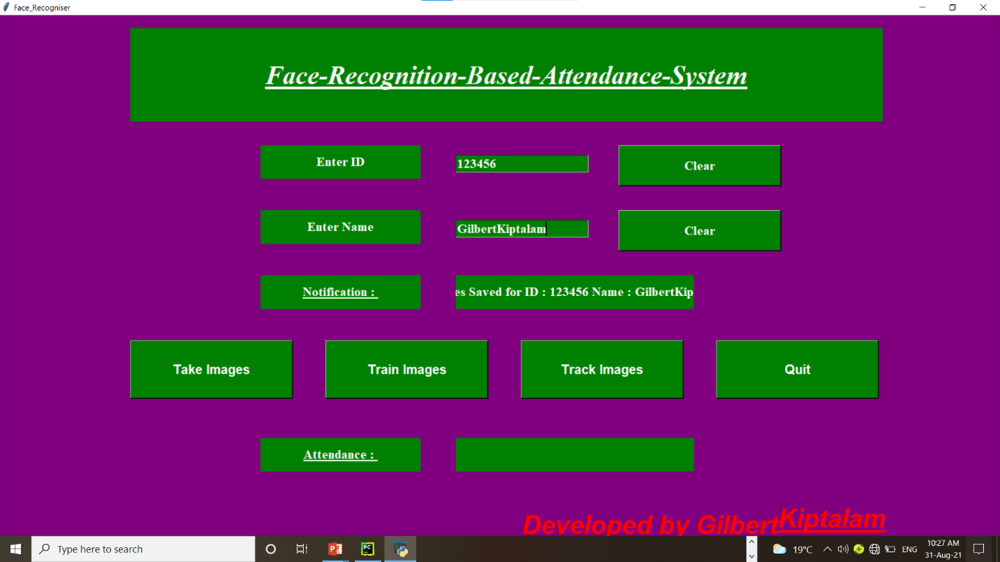 Face_Recogniser
Face-Recognition-Based-Attendance-System
Enter ID
123456
Clear
Enter Name
GilbertKiptalam
Clear
Notification :
es Saved for ID : 123456 Name : GilbertKip
Take Images
Train Images
Track Images
Quit
Attendance :
Developed by Gilbert Kiptalam
Type here to search
19°C
ENG
10:27 AM
31-Aug-21